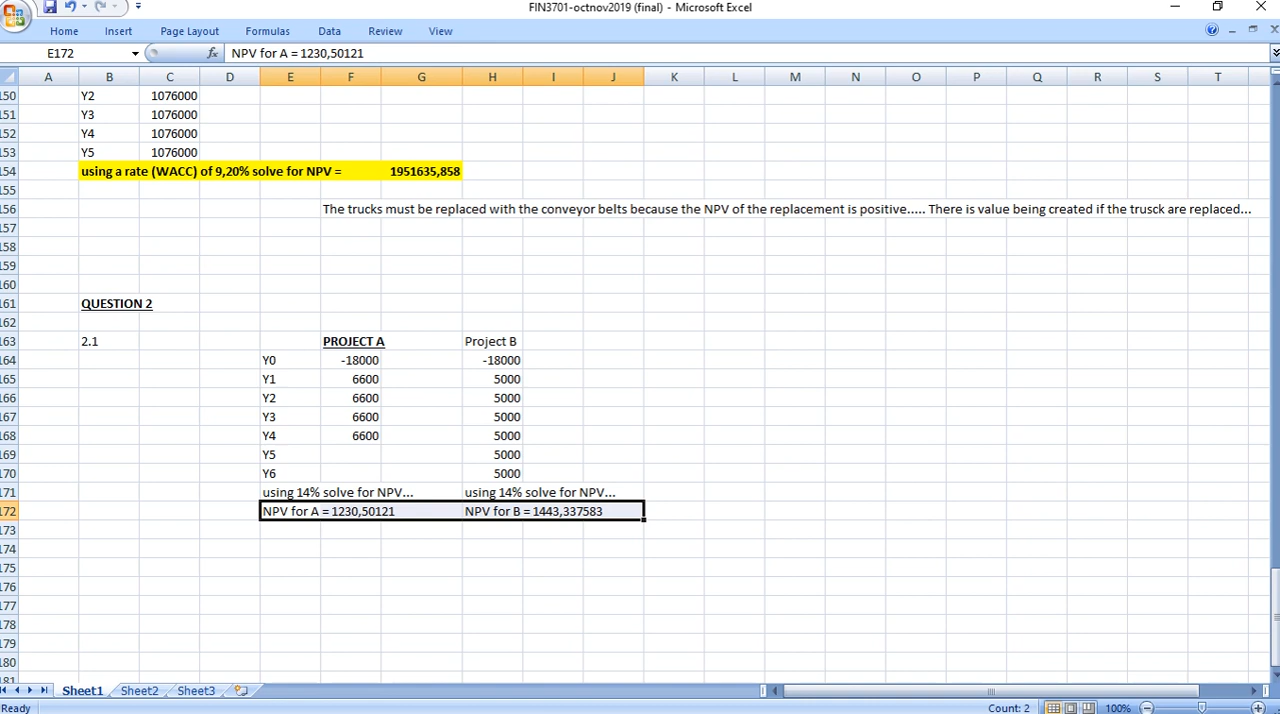 FIN3701-octnov2019 (final) - Microsoft Excel
Home Insert Page Layout Formulas Data Review View
E172 fx NPV for A = 1230,50121
A B C D E F G H I J K L M N O P Q R S T
150 Y2 1076000
151 Y3 1076000
152 Y4 1076000
153 Y5 1076000
154 using a rate (WACC) of 9,20% solve for NPV = 1951635,858
155
156 The trucks must be replaced with the conveyor belts because the NPV of the replacement is positive..... There is value being created if the trusck are replaced...
157
158
159
160
161 QUESTION 2
162
163 2.1 PROJECT A Project B
164 Y0 -18000 -18000
165 Y1 6600 5000
166 Y2 6600 5000
167 Y3 6600 5000
168 Y4 6600 5000
169 Y5 5000
170 Y6 5000
171 using 14% solve for NPV... using 14% solve for NPV...
172 NPV for A = 1230,50121 NPV for B = 1443,337583
173
174
175
176
177
178
179
180
181
Sheet1 Sheet2 Sheet3
Ready Count: 2 100%